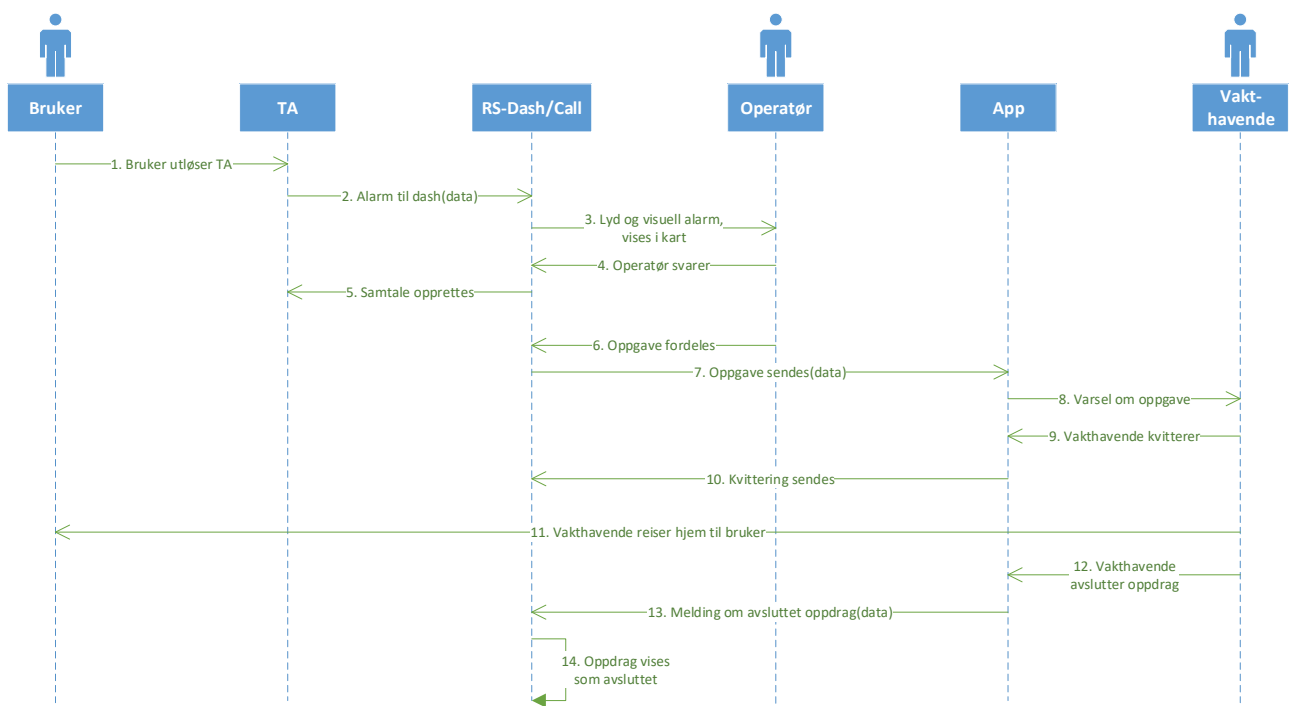 Bruker
TA
RS-Dash/Call
Operatør
App
Vakt-
havende
1. Bruker utløser TA
2. Alarm til dash(data)
3. Lyd og visuell alarm,
vises i kart
4. Operatør svarer
5. Samtale opprettes
6. Oppgave fordeles
7. Oppgave sendes(data)
8. Varsel om oppgave
9. Vakthavende kvitterer
10. Kvittering sendes
11. Vakthavende reiser hjem til bruker
12. Vakthavende
avslutter oppdrag
13. Melding om avsluttet oppdrag(data)
14. Oppdrag vises
som avsluttet